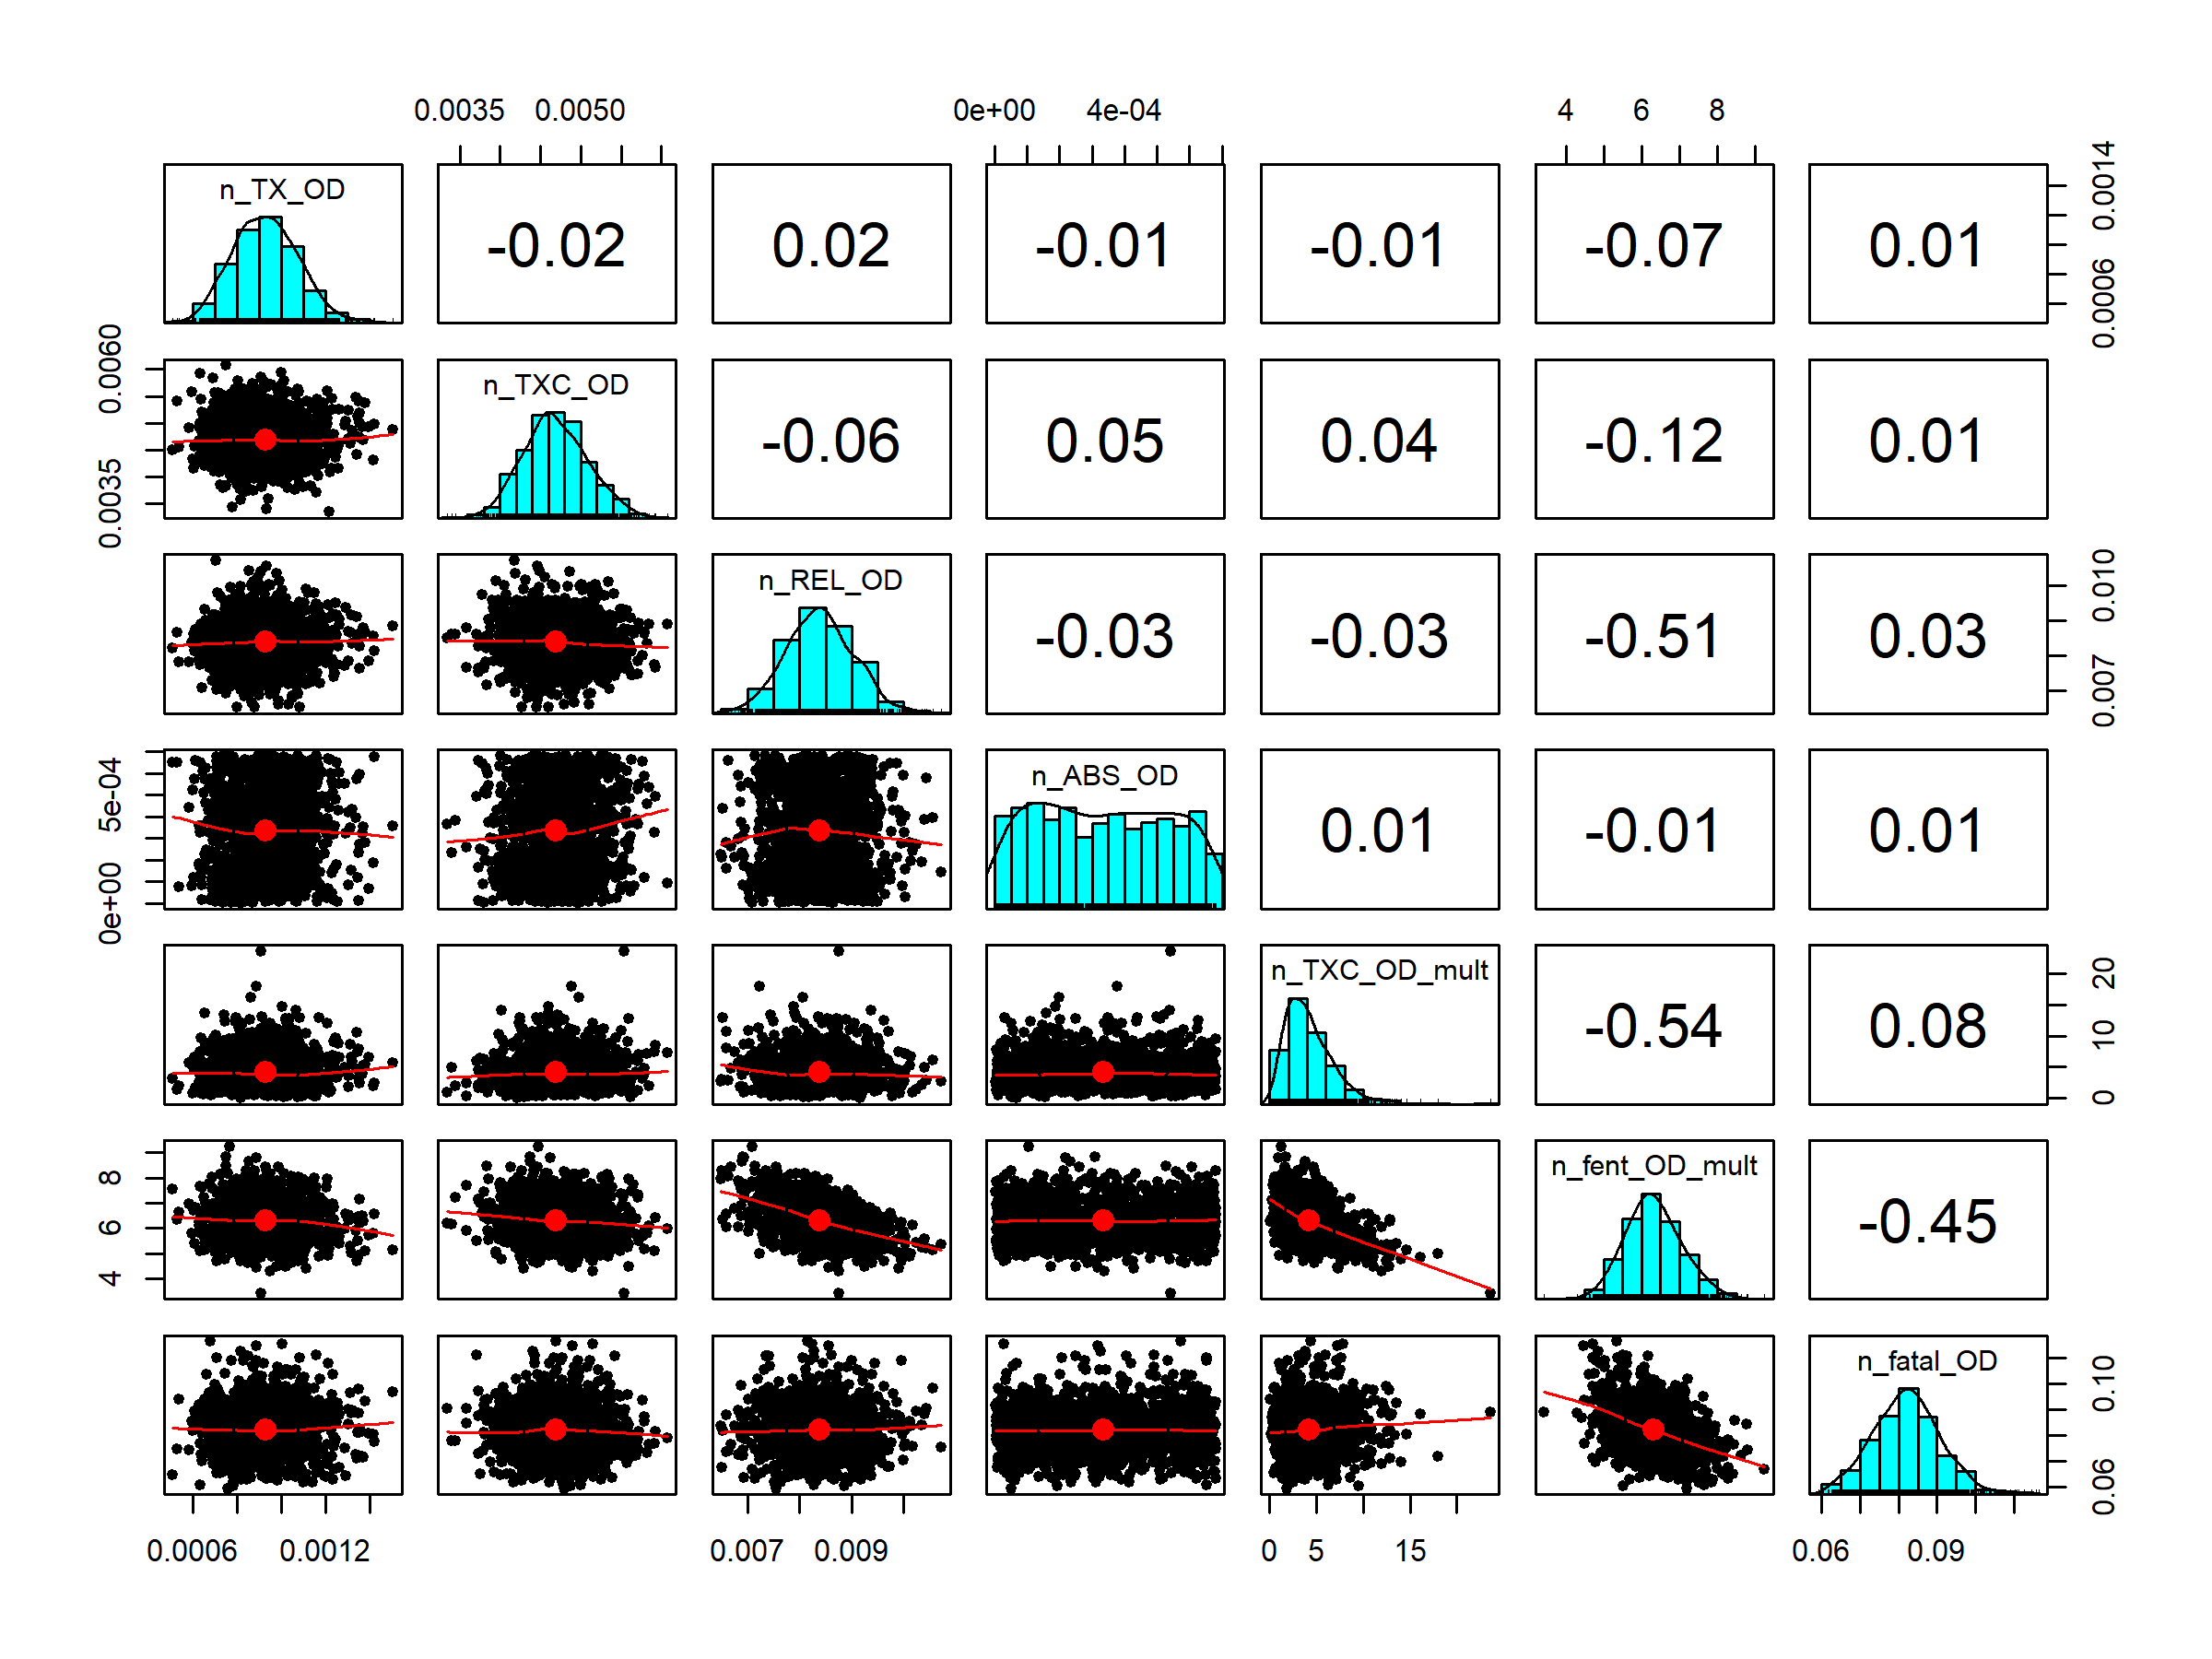 0.0035 0.0050 0e+00 4e-04 4 6 8
n_TX_OD -0.02 0.02 -0.01 -0.01 -0.07 0.01
0.0006 0.0014
0.0035 0.0060
n_TXC_OD -0.06 0.05 0.04 -0.12 0.01
n_REL_OD -0.03 -0.03 -0.51 0.03
0.007 0.010
0e+00 5e-04
n_ABS_OD 0.01 -0.01 0.01
n_TXC_OD_mult -0.54 0.08
0 10 20
4 6 8
n_fent_OD_mult -0.45
n_fatal_OD
0.06 0.10
0.0006 0.0012 0.007 0.009 0 5 15 0.06 0.09